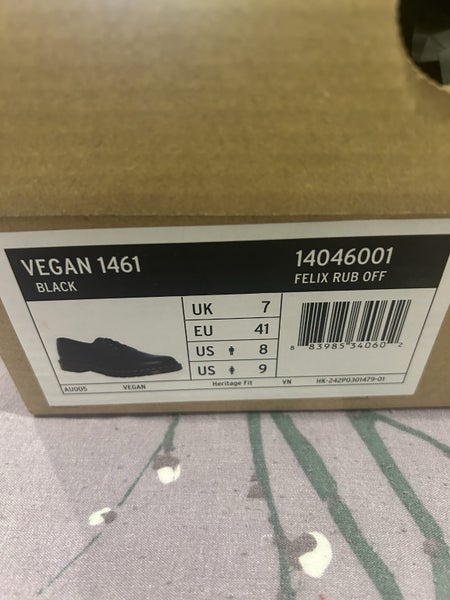 VEGAN 1461
BLACK
14046001
FELIX RUB OFF
UK 7
EU 41
US 8
US 9
8 83985 34060 2
AU005 VEGAN Heritage Fit VN HK-242P0301479-01